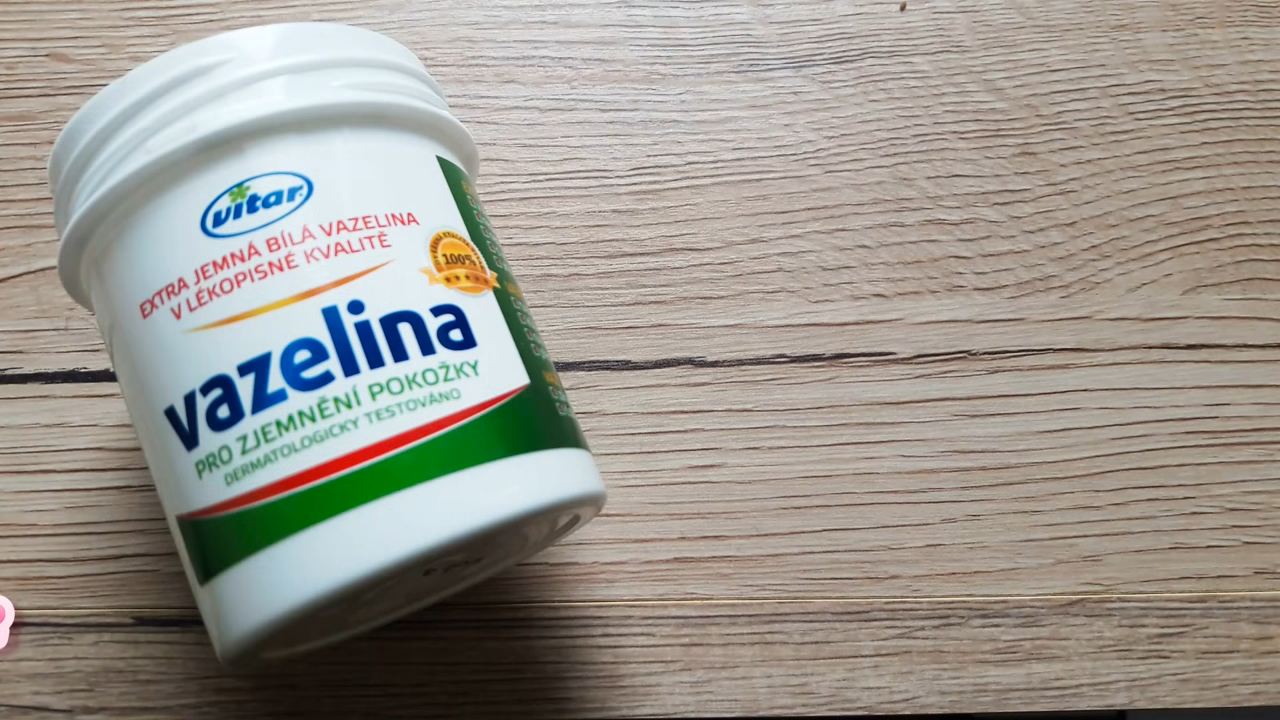 vitar
EXTRA JEMNÁ BÍLÁ VAZELINA
V LÉKOPISNÉ KVALITĚ
100%
vazelina
PRO ZJEMNĚNÍ POKOŽKY
DERMATOLOGICKY TESTOVÁNO